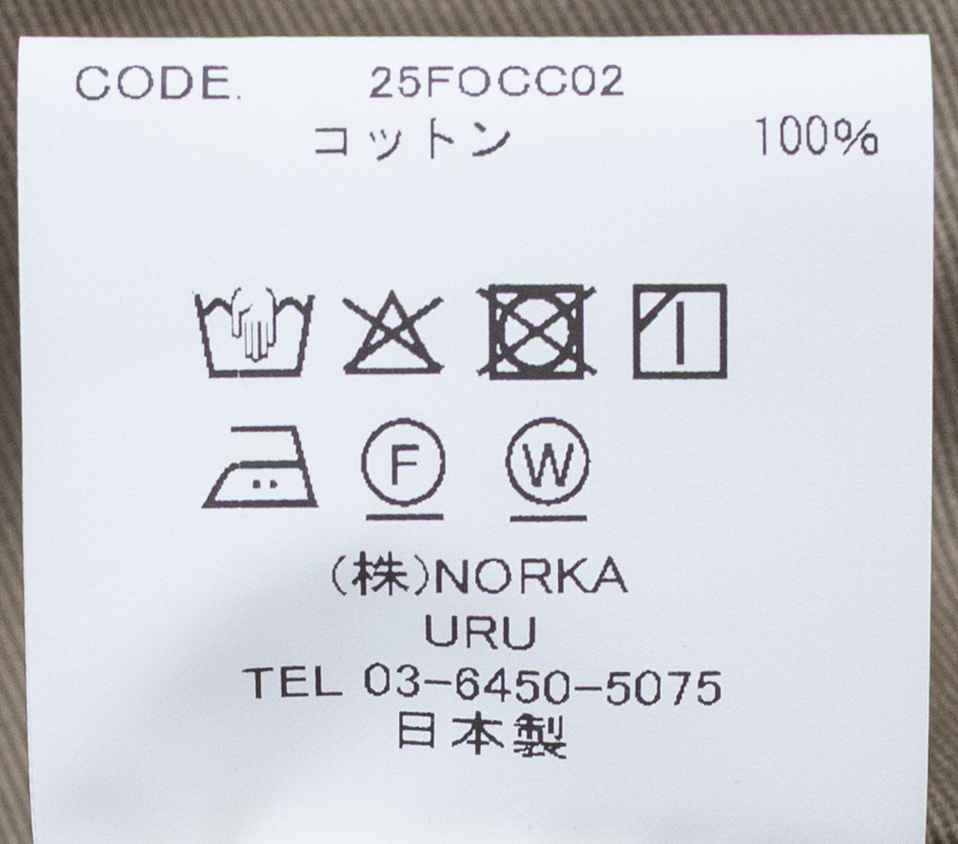 CODE. 25FOCC02
コットン 100%
F W
(株)NORKA
URU
TEL 03-6450-5075
日本製